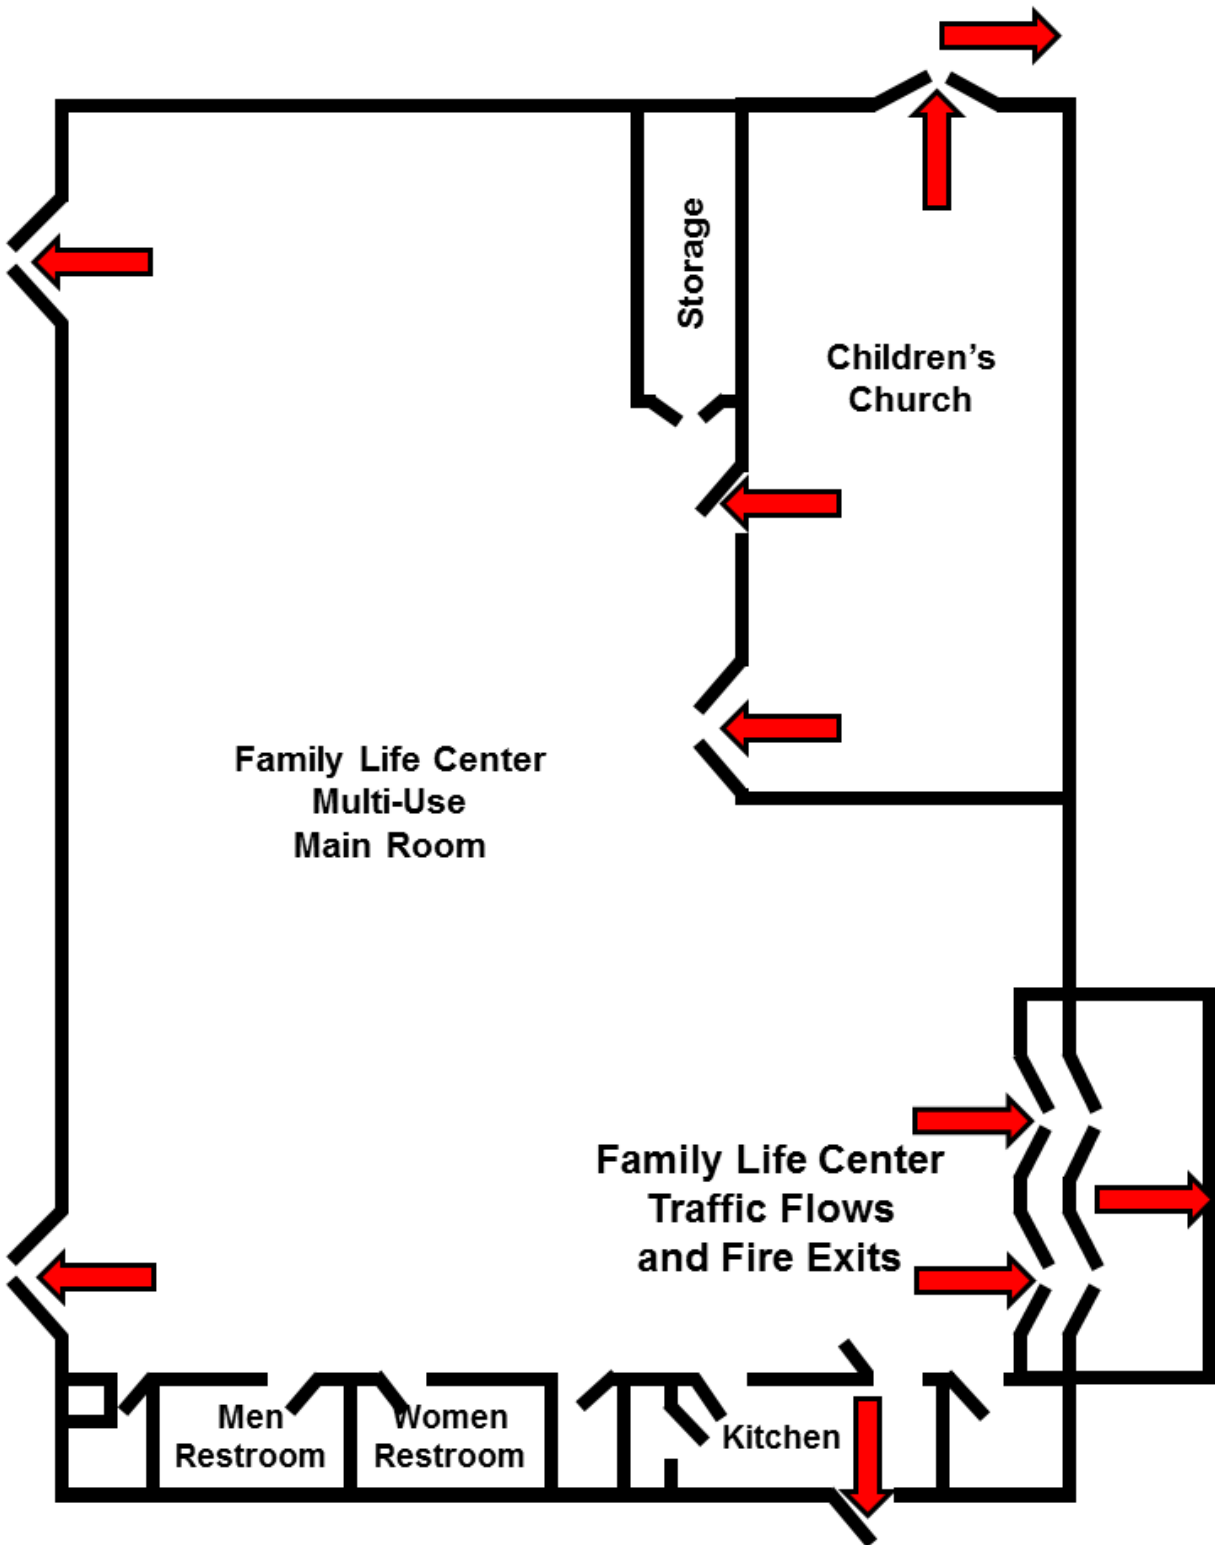 Storage
Children’s
Church
Family Life Center
Multi-Use
Main Room
Family Life Center
Traffic Flows
and Fire Exits
Men
Restroom
Women
Restroom
Kitchen